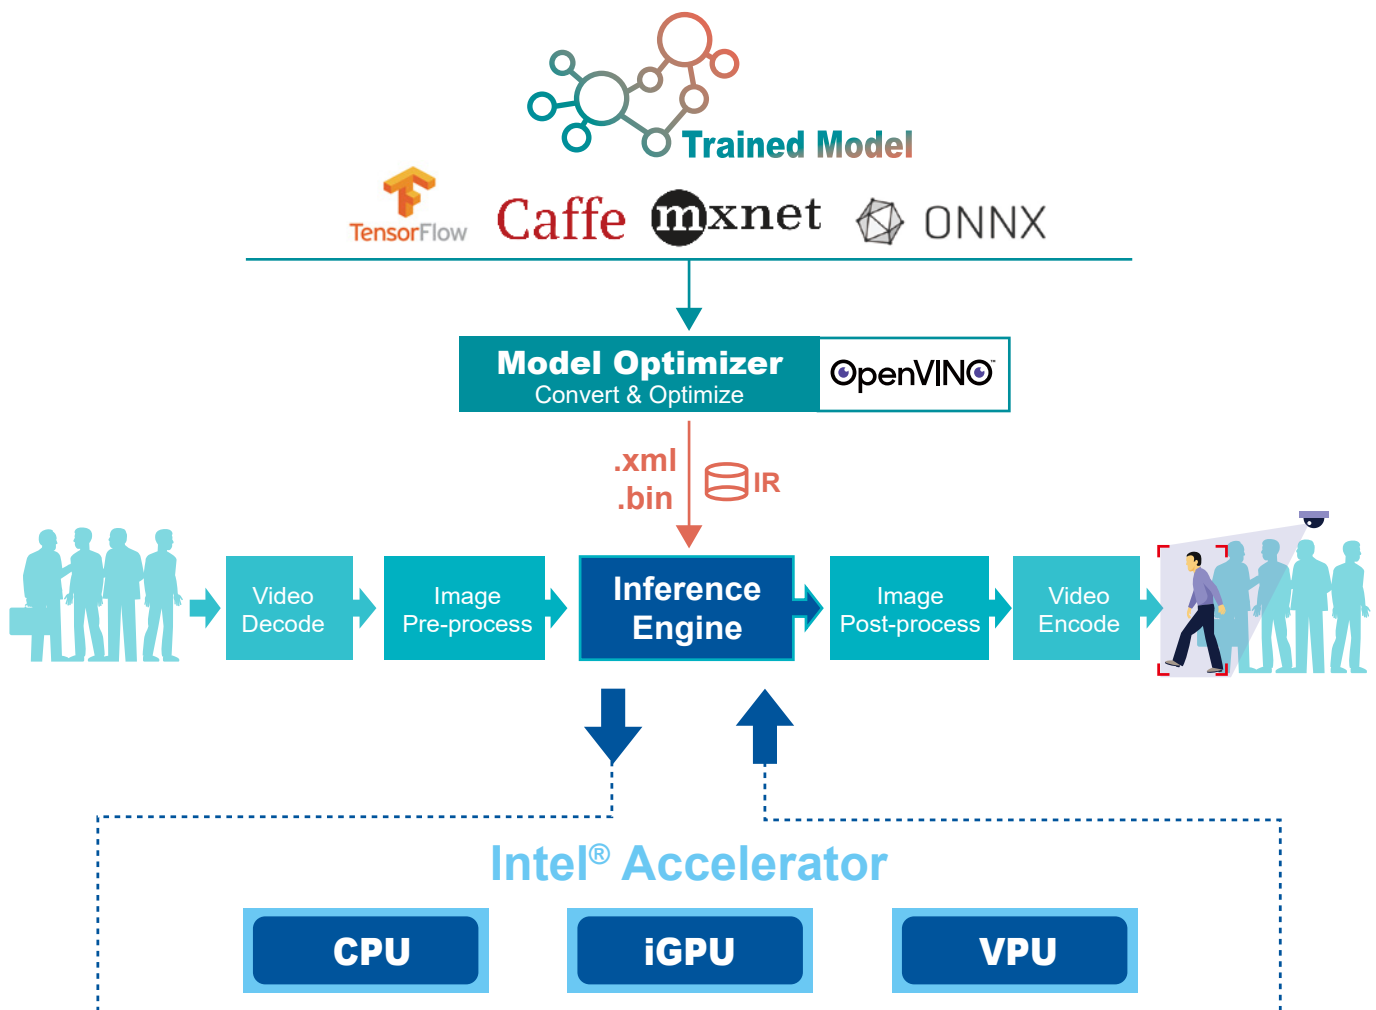 Trained Model
TensorFlow
Caffe
mxnet
ONNX
Model Optimizer
Convert & Optimize
OpenVINO™
.xml
.bin
IR
Video
Decode
Image
Pre-process
Inference
Engine
Image
Post-process
Video
Encode
Intel® Accelerator
CPU
iGPU
VPU